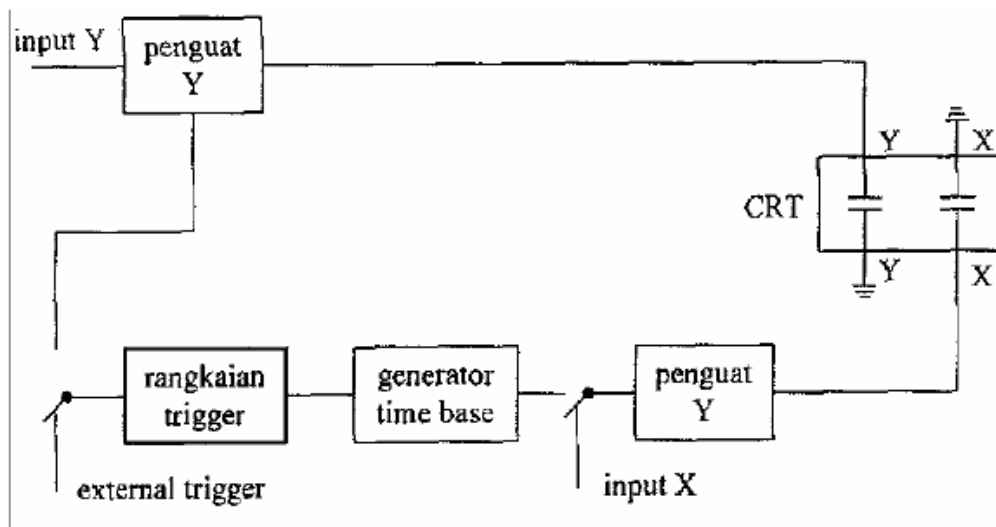 input Y
penguat
Y
Y
X
CRT
Y
X
rangkaian
trigger
generator
time base
penguat
Y
external trigger
input X